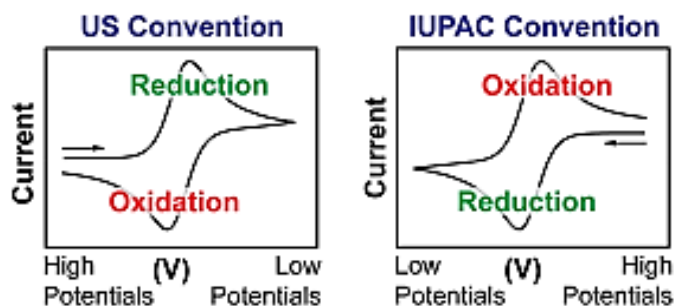 US Convention
Current
Reduction
Oxidation
High Potentials
(V)
Low Potentials
IUPAC Convention
Current
Oxidation
Reduction
Low Potentials
(V)
High Potentials